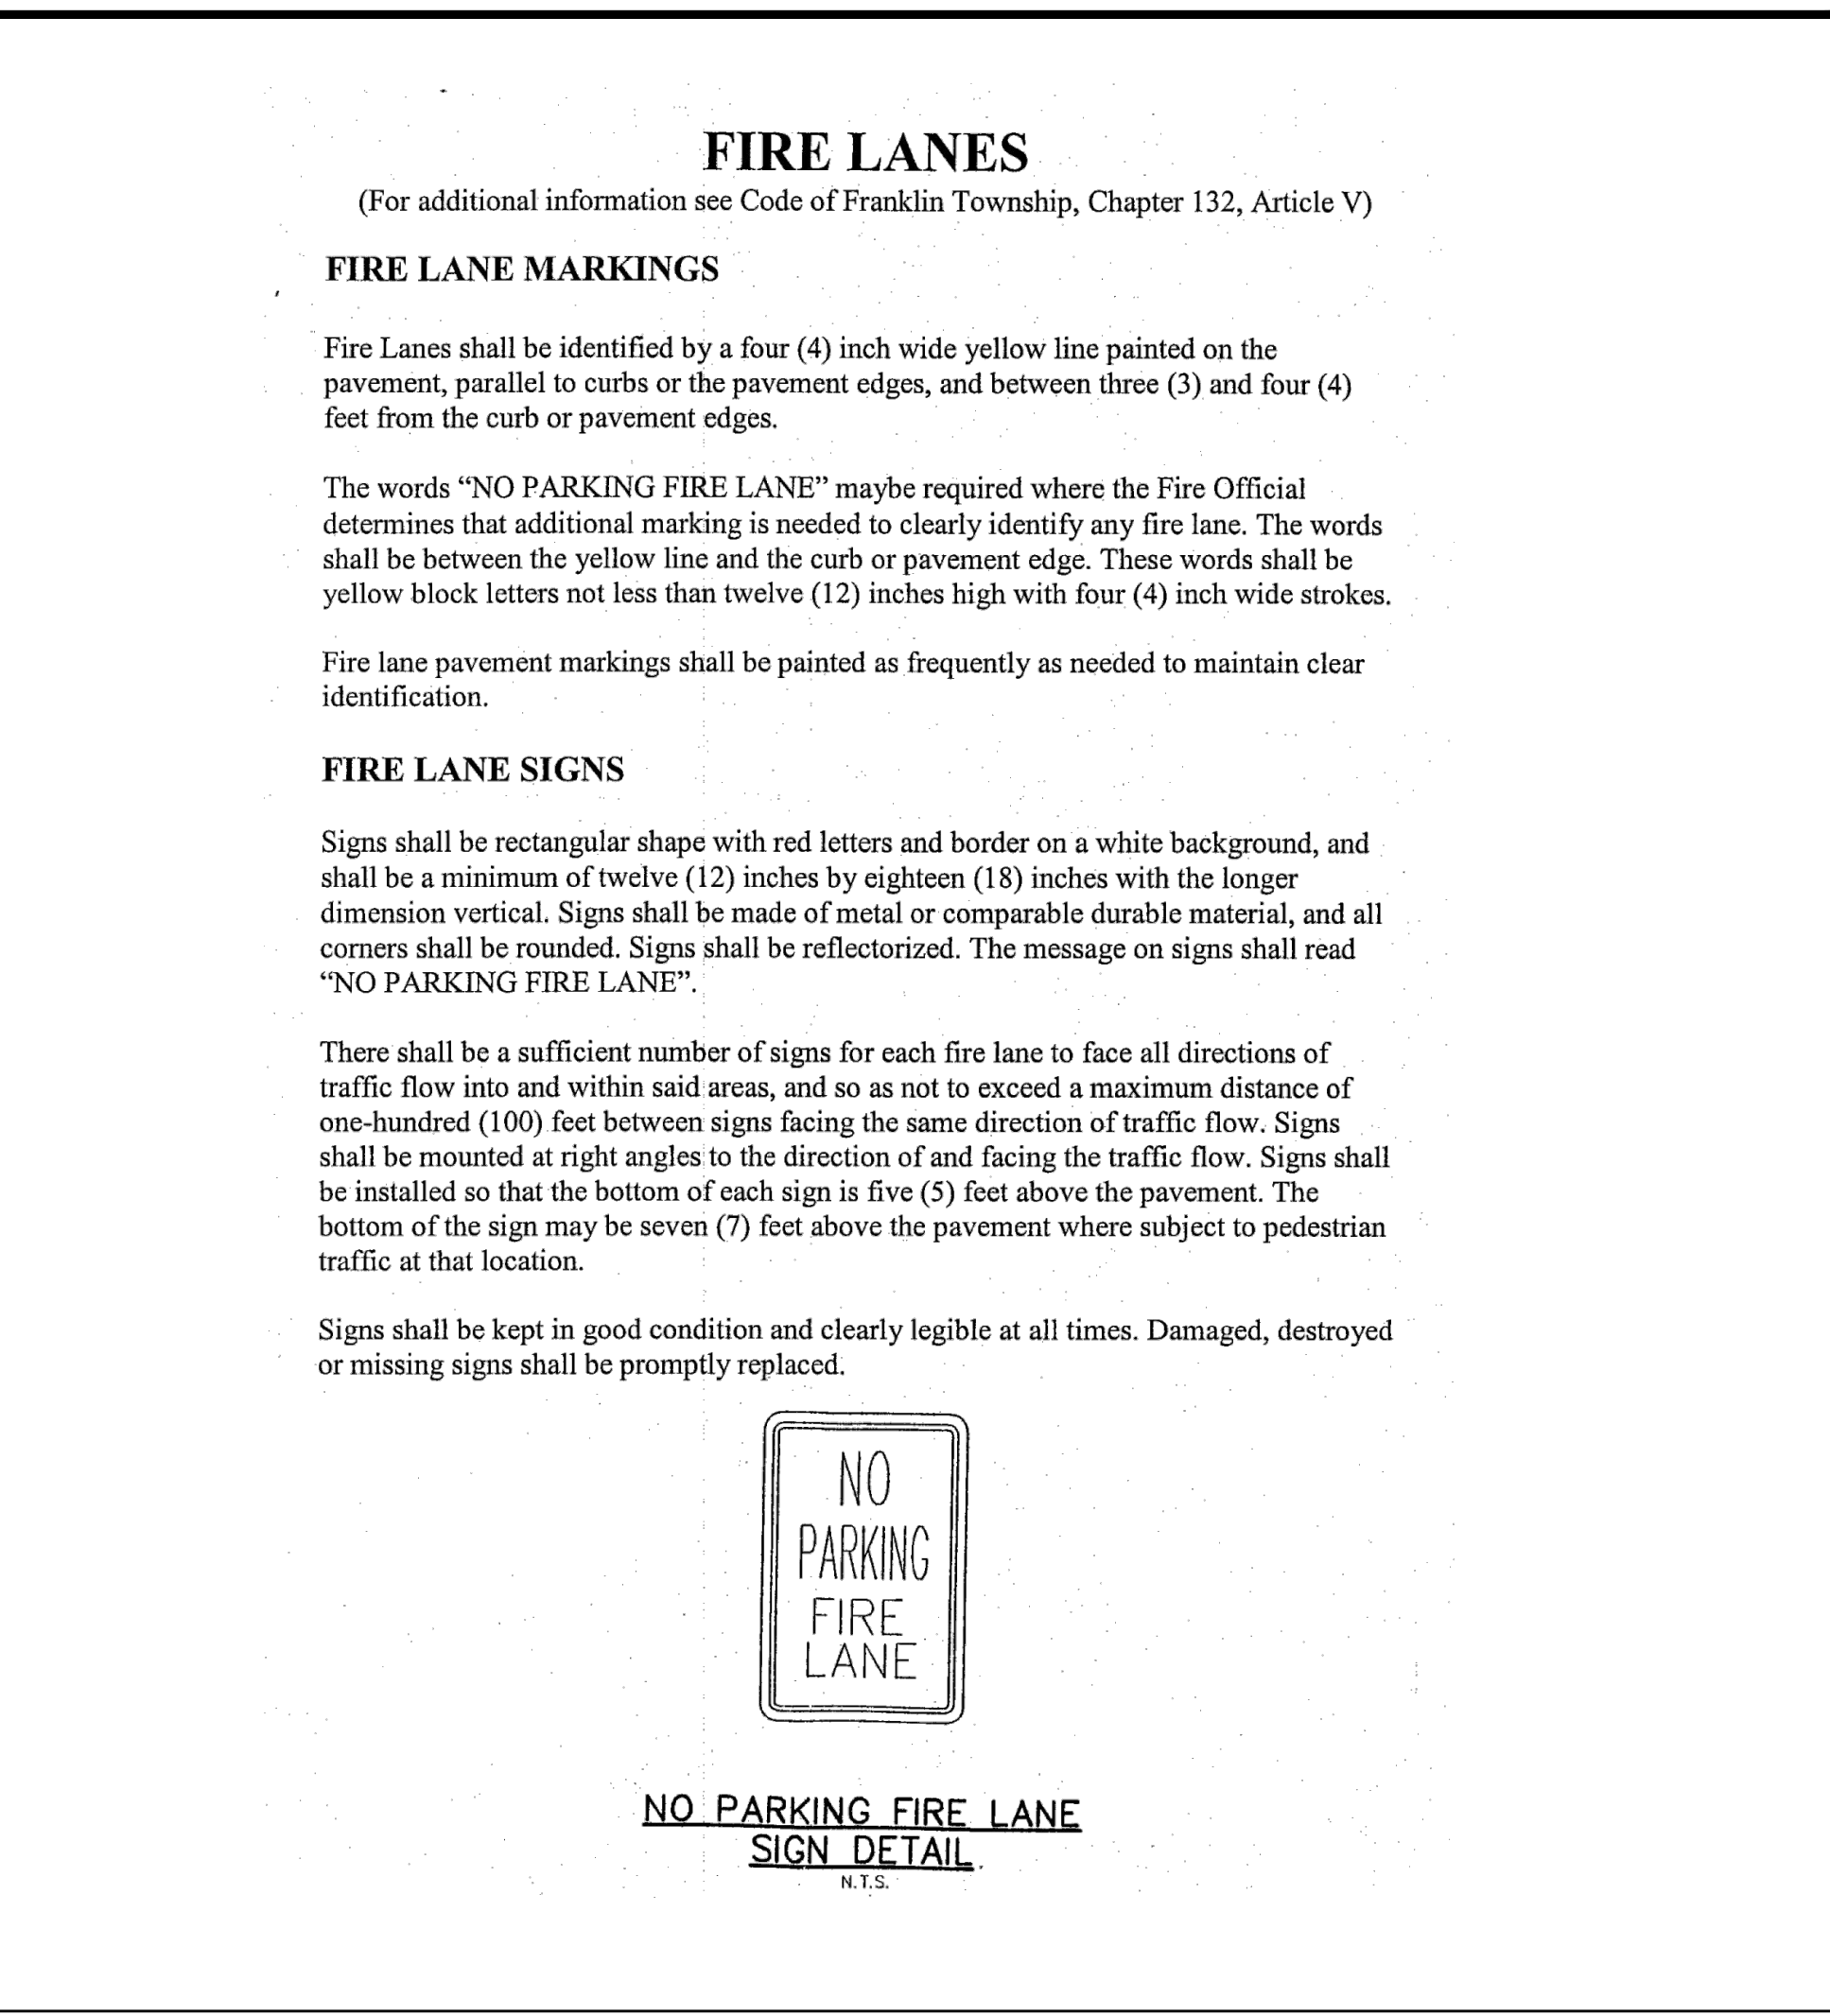 FIRE LANES
(For additional information see Code of Franklin Township, Chapter 132, Article V)
FIRE LANE MARKINGS
Fire Lanes shall be identified by a four (4) inch wide yellow line painted on the
pavement, parallel to curbs or the pavement edges, and between three (3) and four (4)
feet from the curb or pavement edges.
The words “NO PARKING FIRE LANE” maybe required where the Fire Official
determines that additional marking is needed to clearly identify any fire lane. The words
shall be between the yellow line and the curb or pavement edge. These words shall be
yellow block letters not less than twelve (12) inches high with four (4) inch wide strokes.
Fire lane pavement markings shall be painted as frequently as needed to maintain clear
identification.
FIRE LANE SIGNS
Signs shall be rectangular shape with red letters and border on a white background, and
shall be a minimum of twelve (12) inches by eighteen (18) inches with the longer
dimension vertical. Signs shall be made of metal or comparable durable material, and all
corners shall be rounded. Signs shall be reflectorized. The message on signs shall read
“NO PARKING FIRE LANE”.
There shall be a sufficient number of signs for each fire lane to face all directions of
traffic flow into and within said areas, and so as not to exceed a maximum distance of
one-hundred (100) feet between signs facing the same direction of traffic flow. Signs
shall be mounted at right angles to the direction of and facing the traffic flow. Signs shall
be installed so that the bottom of each sign is five (5) feet above the pavement. The
bottom of the sign may be seven (7) feet above the pavement where subject to pedestrian
traffic at that location.
Signs shall be kept in good condition and clearly legible at all times. Damaged, destroyed
or missing signs shall be promptly replaced.
NO
PARKING
FIRE
LANE
NO PARKING FIRE LANE
SIGN DETAIL
N.T.S.